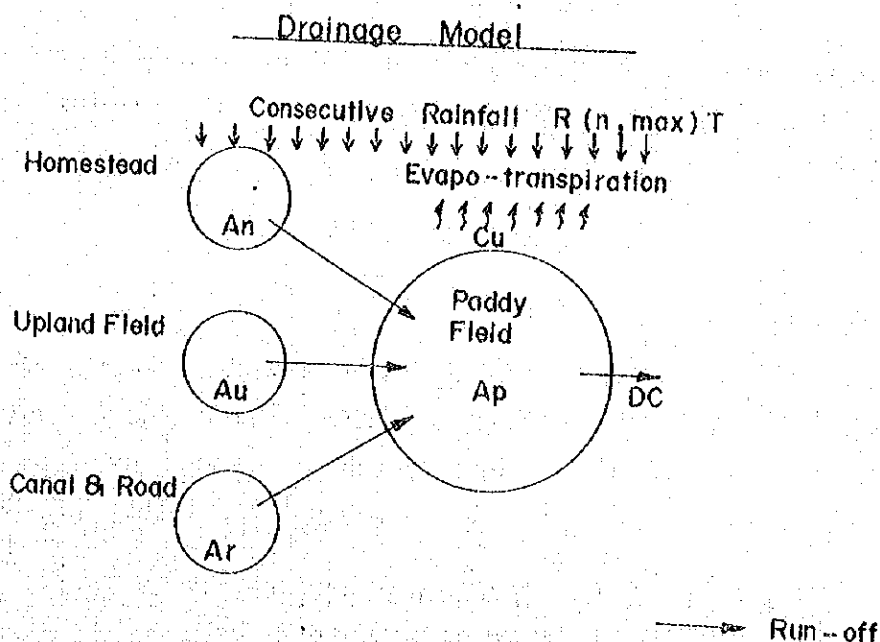 Drainage Model
Consecutive Rainfall R (n, max) T
Homestead
Evapo-transpiration
An
Cu
Paddy
Field
Upland Field
Au
Ap
DC
Canal & Road
Ar
Run-off